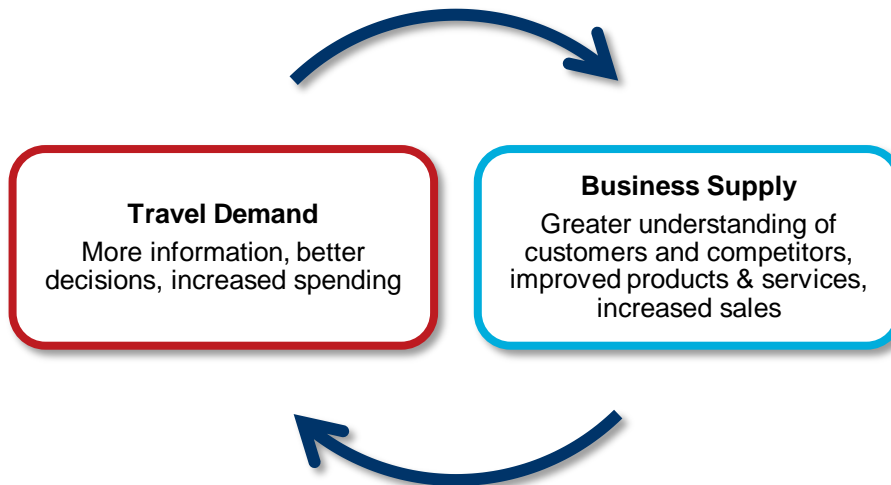 Travel Demand
More information, better
decisions, increased spending
Business Supply
Greater understanding of
customers and competitors,
improved products & services,
increased sales